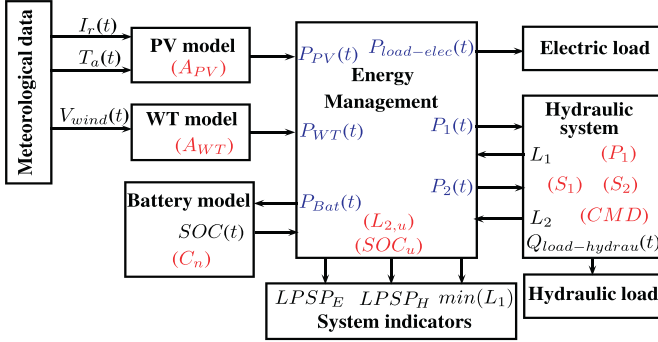 Meteorological data
I_r(t)
T_a(t)
V_wind(t)
PV model
(A_PV)
WT model
(A_WT)
Battery model
SOC(t)
(C_n)
P_PV(t)
P_load−elec(t)
Energy
Management
P_WT(t)
P_1(t)
P_2(t)
P_Bat(t)
(L_2,u)
(SOC_u)
Electric load
Hydraulic
system
L_1
(P_1)
(S_1) (S_2)
L_2
(CMD)
Q_load−hydrau(t)
Hydraulic load
LPSP_E LPSP_H min(L_1)
System indicators